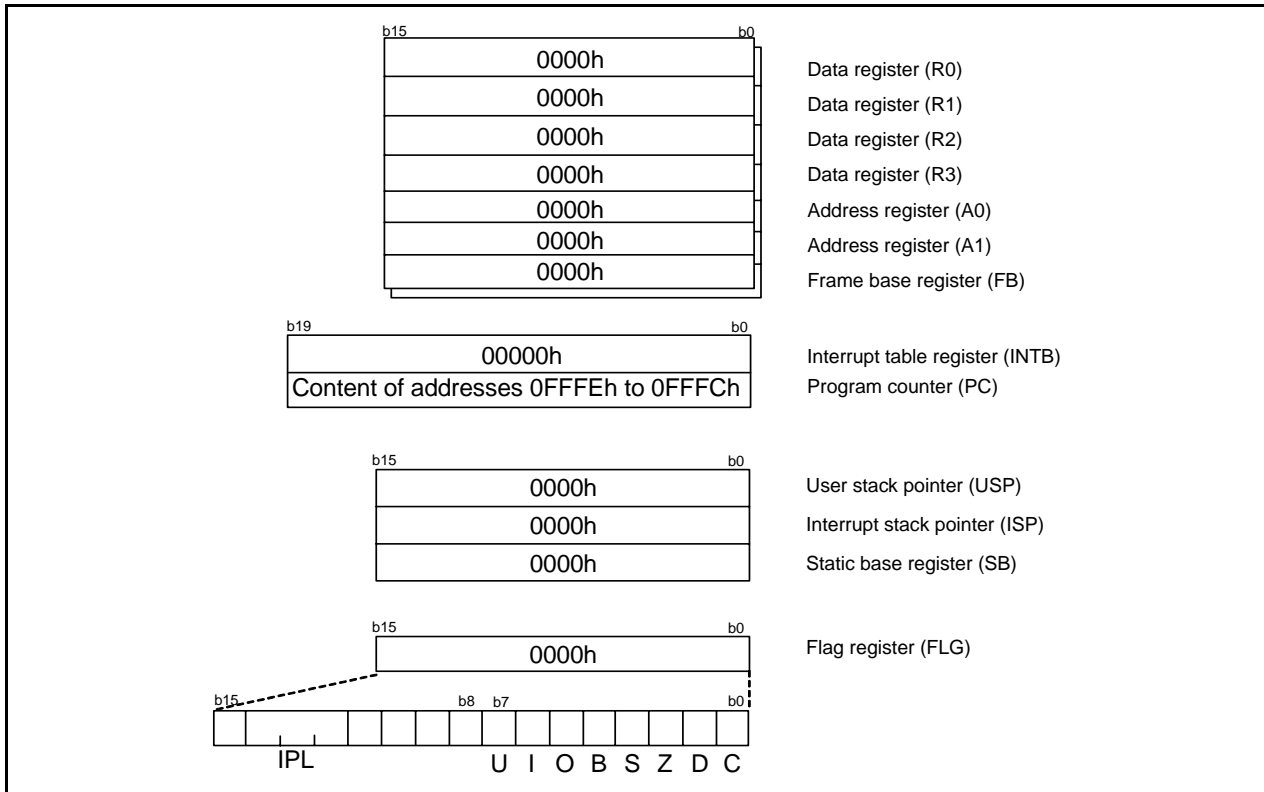 b15 b0
0000h Data register (R0)
0000h Data register (R1)
0000h Data register (R2)
0000h Data register (R3)
0000h Address register (A0)
0000h Address register (A1)
0000h Frame base register (FB)
b19 b0
00000h Interrupt table register (INTB)
Content of addresses 0FFFEh to 0FFFCh Program counter (PC)
b15 b0
0000h User stack pointer (USP)
0000h Interrupt stack pointer (ISP)
0000h Static base register (SB)
b15 b0
0000h Flag register (FLG)
b15 b8 b7 b0
IPL U I O B S Z D C